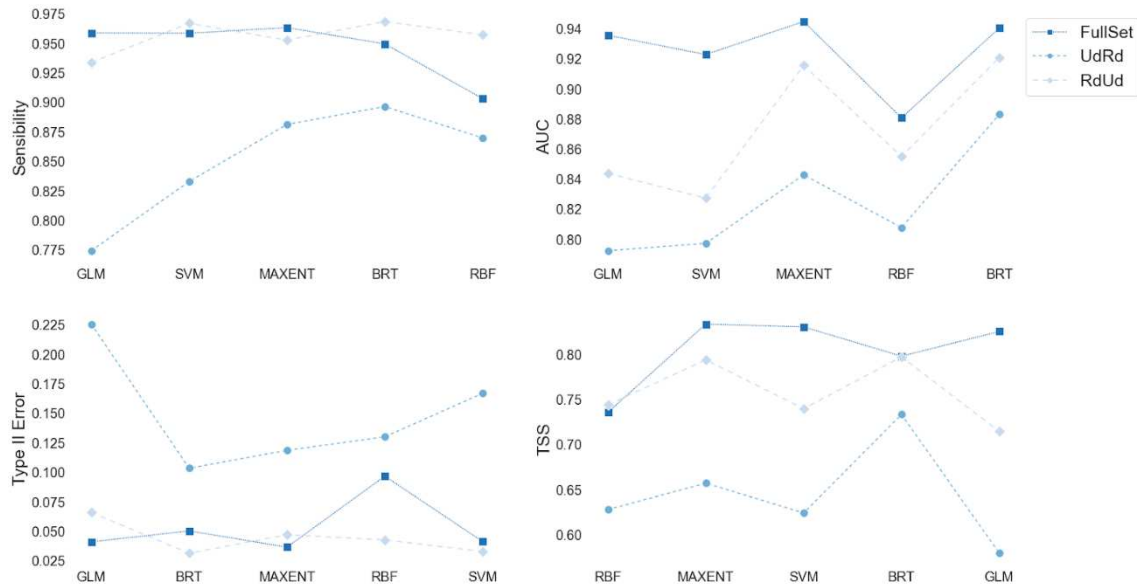 Sensibility
0.975
0.950
0.925
0.900
0.875
0.850
0.825
0.800
0.775
GLM SVM MAXENT BRT RBF
AUC
0.94
0.92
0.90
0.88
0.86
0.84
0.82
0.80
GLM SVM MAXENT RBF BRT
FullSet
UdRd
RdUd
Type II Error
0.225
0.200
0.175
0.150
0.125
0.100
0.075
0.050
0.025
GLM BRT MAXENT RBF SVM
TSS
0.80
0.75
0.70
0.65
0.60
RBF MAXENT SVM BRT GLM